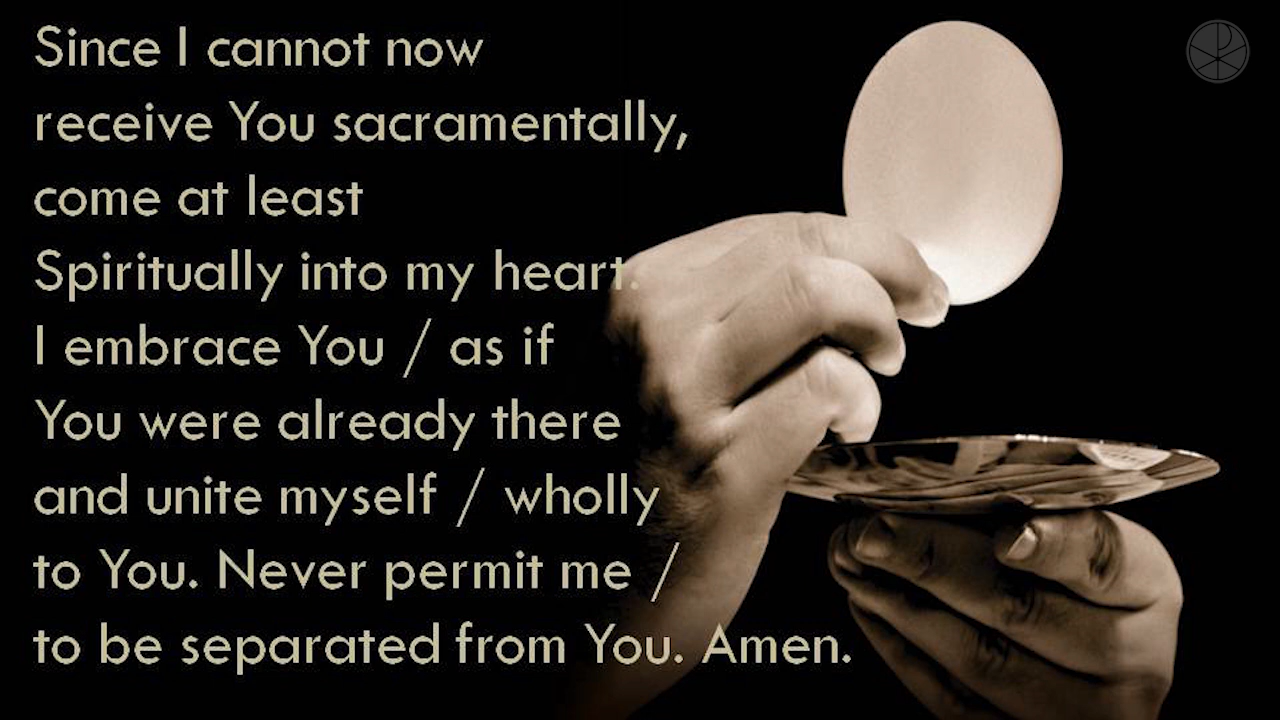 Since I cannot now
receive You sacramentally,
come at least
Spiritually into my heart.
I embrace You / as if
You were already there
and unite myself / wholly
to You. Never permit me /
to be separated from You. Amen.